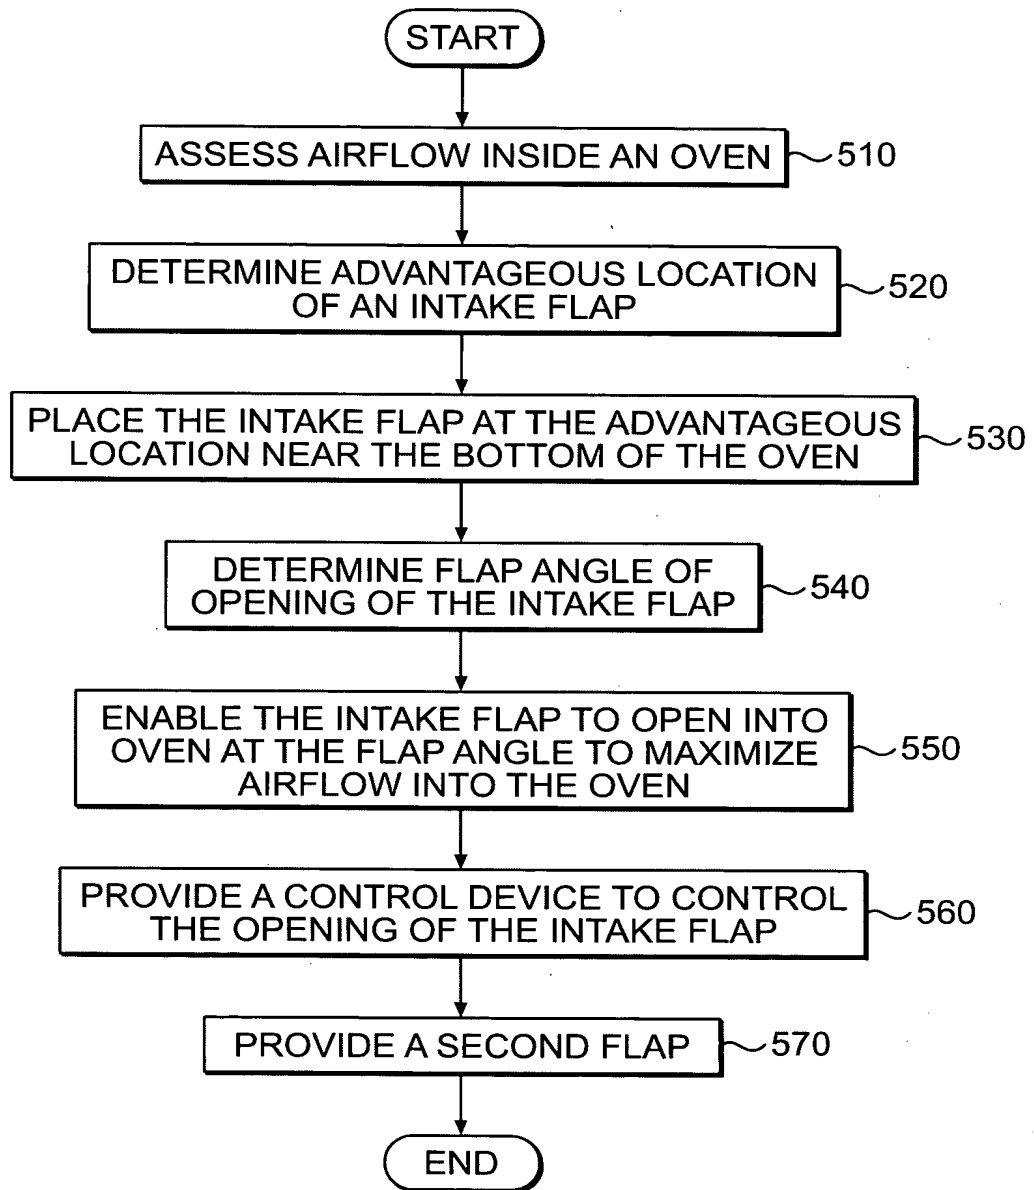 START
ASSESS AIRFLOW INSIDE AN OVEN
510
DETERMINE ADVANTAGEOUS LOCATION
OF AN INTAKE FLAP
520
PLACE THE INTAKE FLAP AT THE ADVANTAGEOUS
LOCATION NEAR THE BOTTOM OF THE OVEN
530
DETERMINE FLAP ANGLE OF
OPENING OF THE INTAKE FLAP
540
ENABLE THE INTAKE FLAP TO OPEN INTO
OVEN AT THE FLAP ANGLE TO MAXIMIZE
AIRFLOW INTO THE OVEN
550
PROVIDE A CONTROL DEVICE TO CONTROL
THE OPENING OF THE INTAKE FLAP
560
PROVIDE A SECOND FLAP
570
END